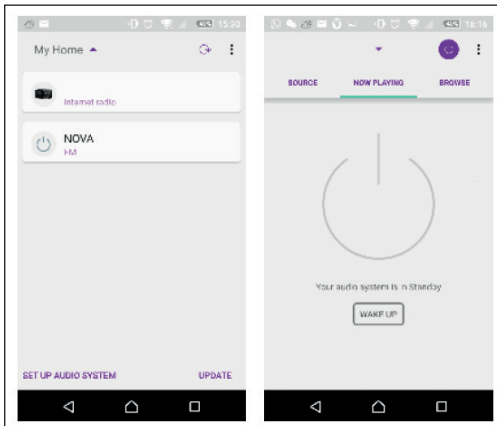 15:20
My Home
Internet radio
NOVA
FM
SET UP AUDIO SYSTEM
UPDATE
16:16
SOURCE
NOW PLAYING
BROWSE
Your audio system is in Standby
WAKE UP